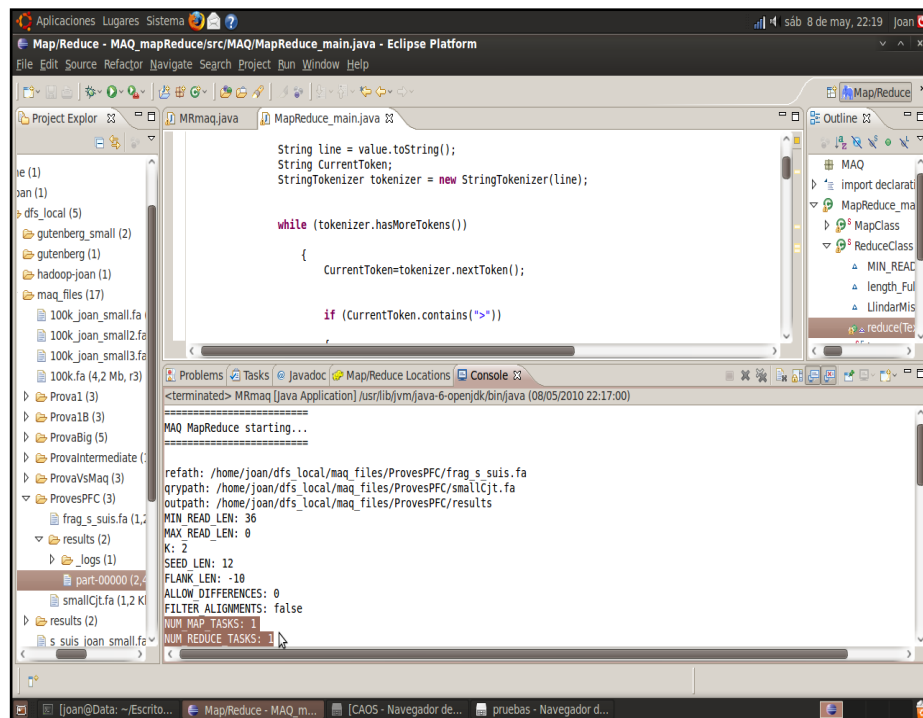 Aplicaciones Lugares Sistema
sáb 8 de may, 22:19 Joan
Map/Reduce - MAQ_mapReduce/src/MAQ/MapReduce_main.java - Eclipse Platform
File Edit Source Refactor Navigate Search Project Run Window Help
Map/Reduce
Project Explor
MRmaq.java
MapReduce_main.java
Outline
dfs_local (5)
gutenberg_small (2)
gutenberg (1)
hadoop-joan (1)
maq_files (17)
100k_joan_small.fa
100k_joan_small2.fa
100k_joan_small3.fa
100k.fa (4,2 Mb, r3)
Prova1 (3)
Prova1B (3)
ProvaBig (5)
ProvaIntermediate (
ProvaVsMaq (3)
ProvesPFC (3)
frag_s_suis.fa (1,2
results (2)
_logs (1)
part-00000 (2,4
smallCjt.fa (1,2 K
results (2)
s_suis_joan_small.fa
String line = value.toString();
String CurrentToken;
StringTokenizer tokenizer = new StringTokenizer(line);
while (tokenizer.hasMoreTokens())
{
CurrentToken=tokenizer.nextToken();
if (CurrentToken.contains(">"))
MAQ
import declarati
MapReduce_ma
MapClass
ReduceClass
MIN_READ
length_Ful
LlindarMis
reduce(Te
Problems Tasks @ Javadoc Map/Reduce Locations Console
<terminated> MRmaq [Java Application] /usr/lib/jvm/java-6-openjdk/bin/java (08/05/2010 22:17:00)
=========================
MAQ MapReduce starting...
=========================
refath: /home/joan/dfs_local/maq_files/ProvesPFC/frag_s_suis.fa
qrypath: /home/joan/dfs_local/maq_files/ProvesPFC/smallCjt.fa
outpath: /home/joan/dfs_local/maq_files/ProvesPFC/results
MIN_READ_LEN: 36
MAX_READ_LEN: 0
K: 2
SEED_LEN: 12
FLANK_LEN: -10
ALLOW_DIFFERENCES: 0
FILTER_ALIGNMENTS: false
NUM_MAP_TASKS: 1
NUM_REDUCE_TASKS: 1
[joan@Data: ~/Escrito...
Map/Reduce - MAQ_m...
[CAOS - Navegador de...
pruebas - Navegador d...